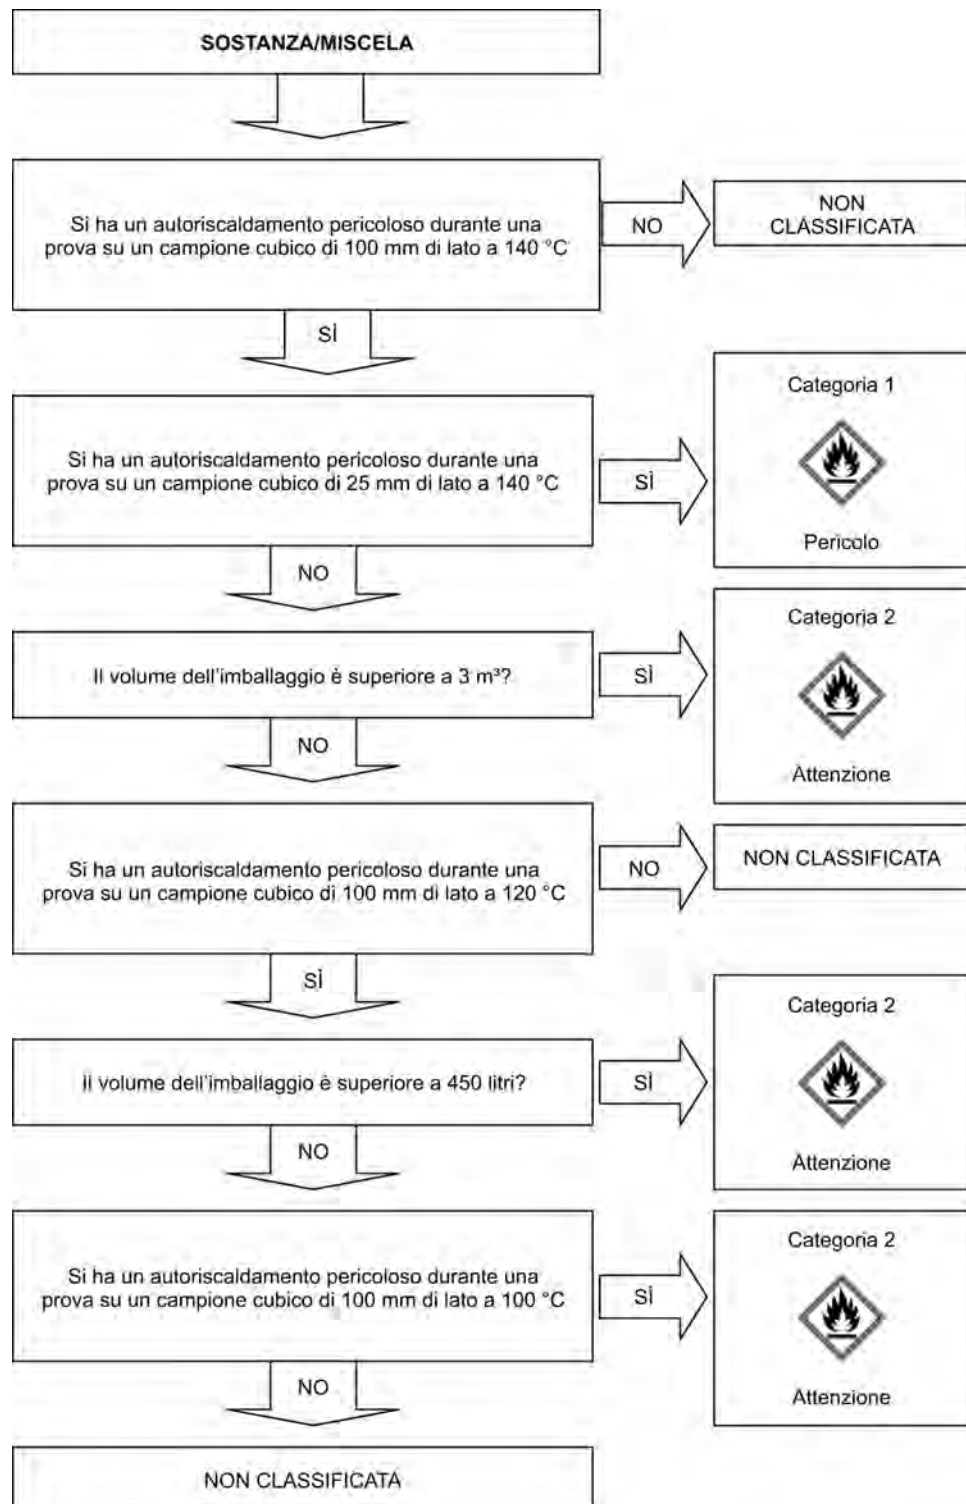 SOSTANZA/MISCELA
Si ha un autoriscaldamento pericoloso durante una
prova su un campione cubico di 100 mm di lato a 140 °C
NO
NON
CLASSIFICATA
SÌ
Si ha un autoriscaldamento pericoloso durante una
prova su un campione cubico di 25 mm di lato a 140 °C
SÌ
Categoria 1
Pericolo
NO
Il volume dell'imballaggio è superiore a 3 m³?
SÌ
Categoria 2
Attenzione
NO
Si ha un autoriscaldamento pericoloso durante una
prova su un campione cubico di 100 mm di lato a 120 °C
NO
NON CLASSIFICATA
SÌ
Il volume dell'imballaggio è superiore a 450 litri?
SÌ
Categoria 2
Attenzione
NO
Si ha un autoriscaldamento pericoloso durante una
prova su un campione cubico di 100 mm di lato a 100 °C
SÌ
Categoria 2
Attenzione
NO
NON CLASSIFICATA